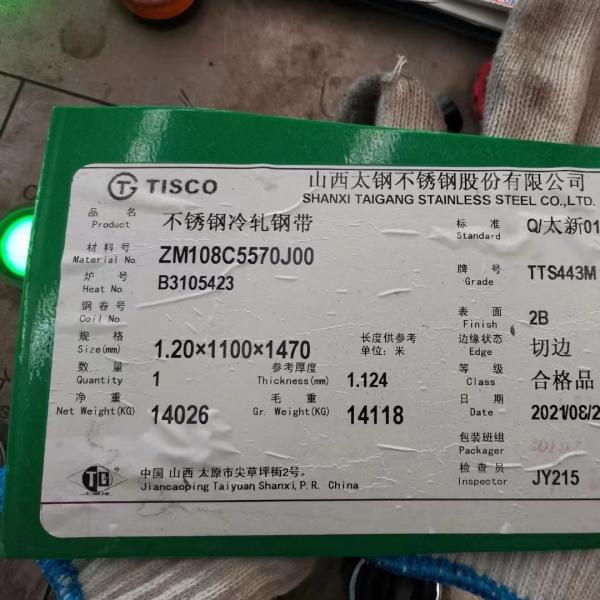 TISCO
山西太钢不锈钢股份有限公司
SHANXI TAIGANG STAINLESS STEEL CO.,LTD.
品 名 不锈钢冷轧钢带 标 准 Q/太新01
Product Standard
材料号 ZM108C5570J00
Material No.
炉 号 B3105423 牌 号 TTS443M
Heat No. Grade
钢卷号 表 面 2B
Coil No. Finish
规 格 1.20×1100×1470 长度供参考 边缘状态 切边
Size(mm) 单位：米 Edge
数 量 1 参考厚度 1.124 等 级 合格品
Quantity Thickness(mm) Class
净 重 14026 毛 重 14118 日 期 2021/08/2
Net Weight(KG) Gr. Weight(KG) Date
包装班组
Packager
TG 中国 山西 太原市尖草坪街2号。 检 查 员 JY215
Jiancaoping Taiyuan Shanxi, P.R. China Inspector